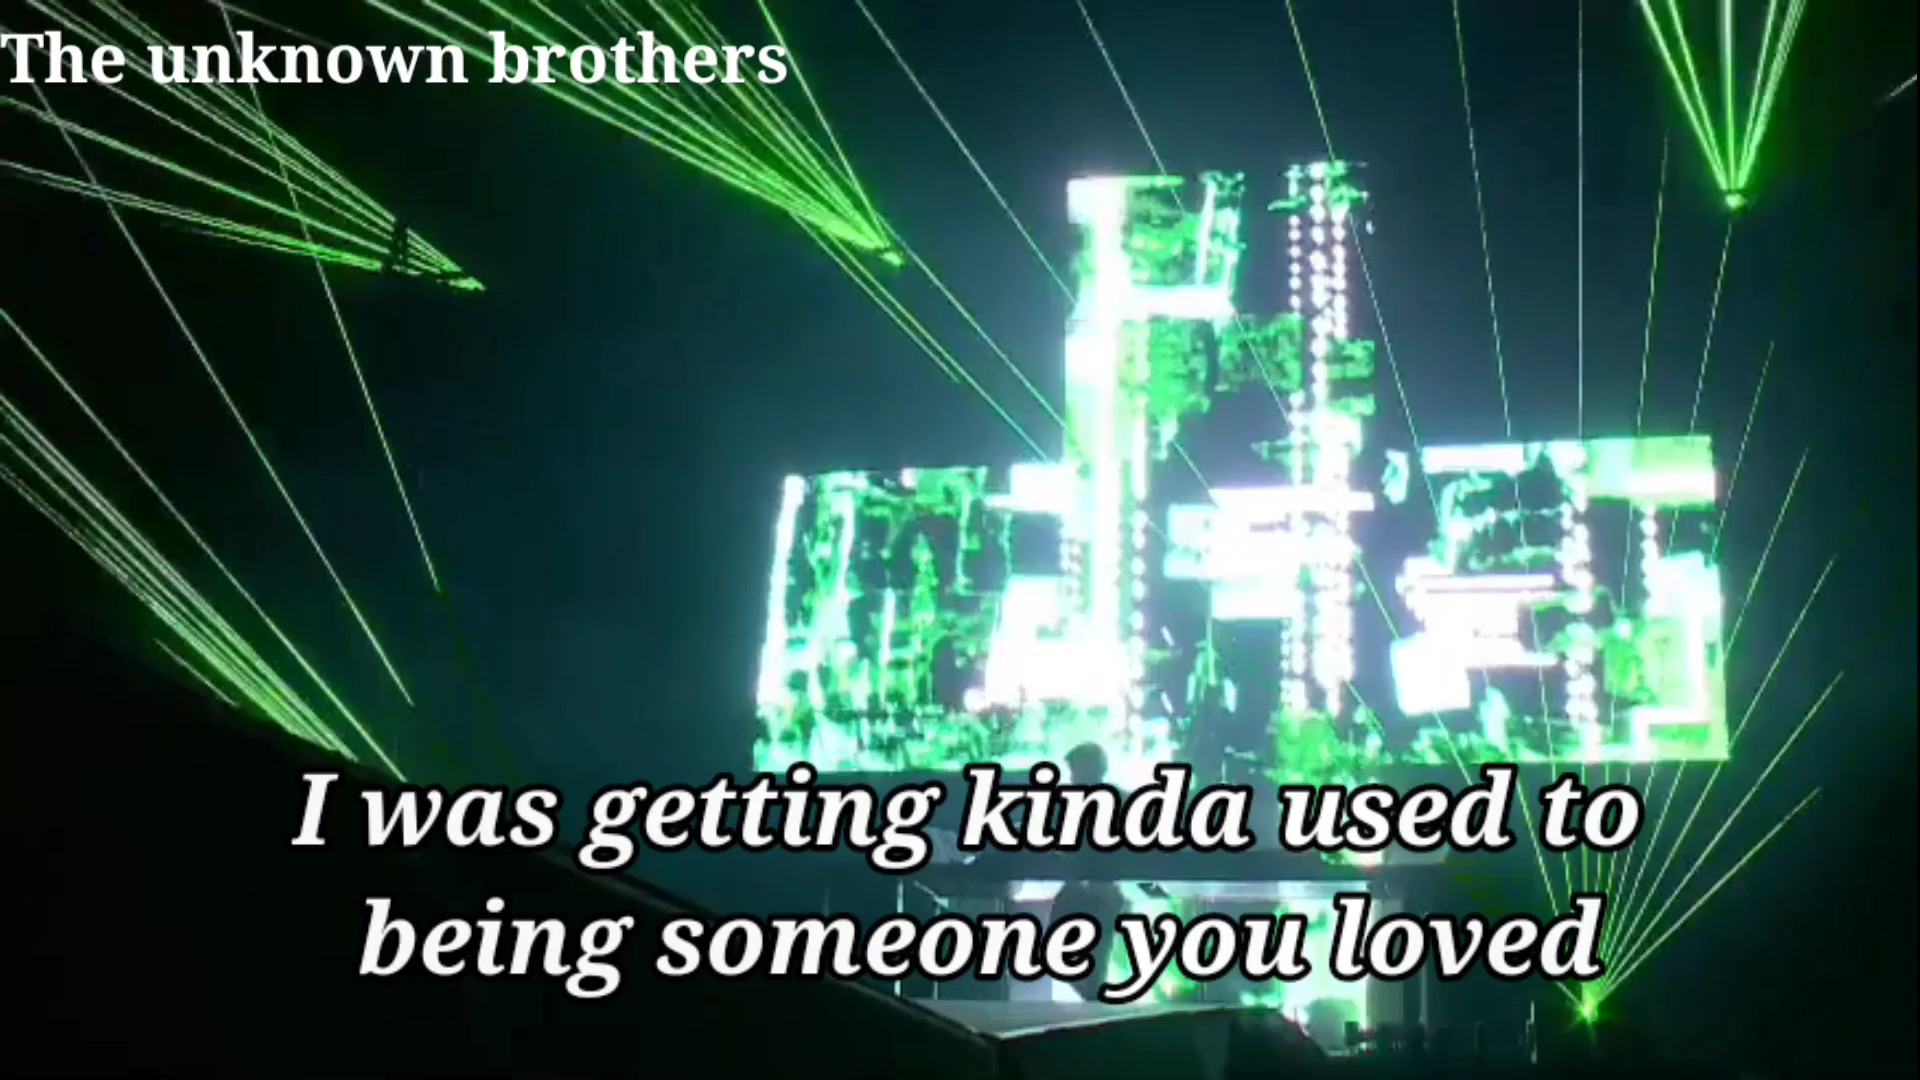 The unknown brothers
I was getting kinda used to
being someone you loved